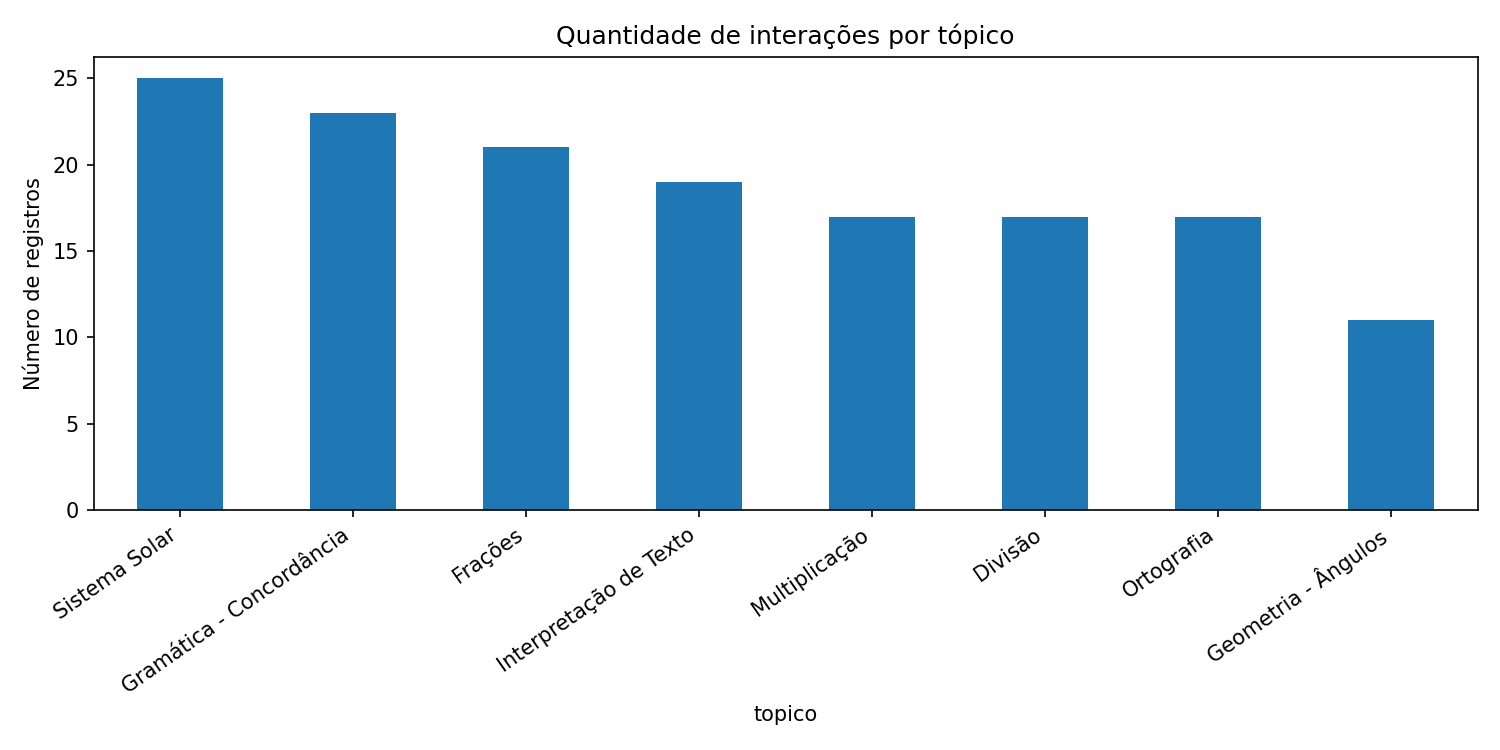 Quantidade de interações por tópico
Número de registros
25
20
15
10
5
0
Sistema Solar
Gramática - Concordância
Frações
Interpretação de Texto
Multiplicação
Divisão
Ortografia
Geometria - Ângulos
topico